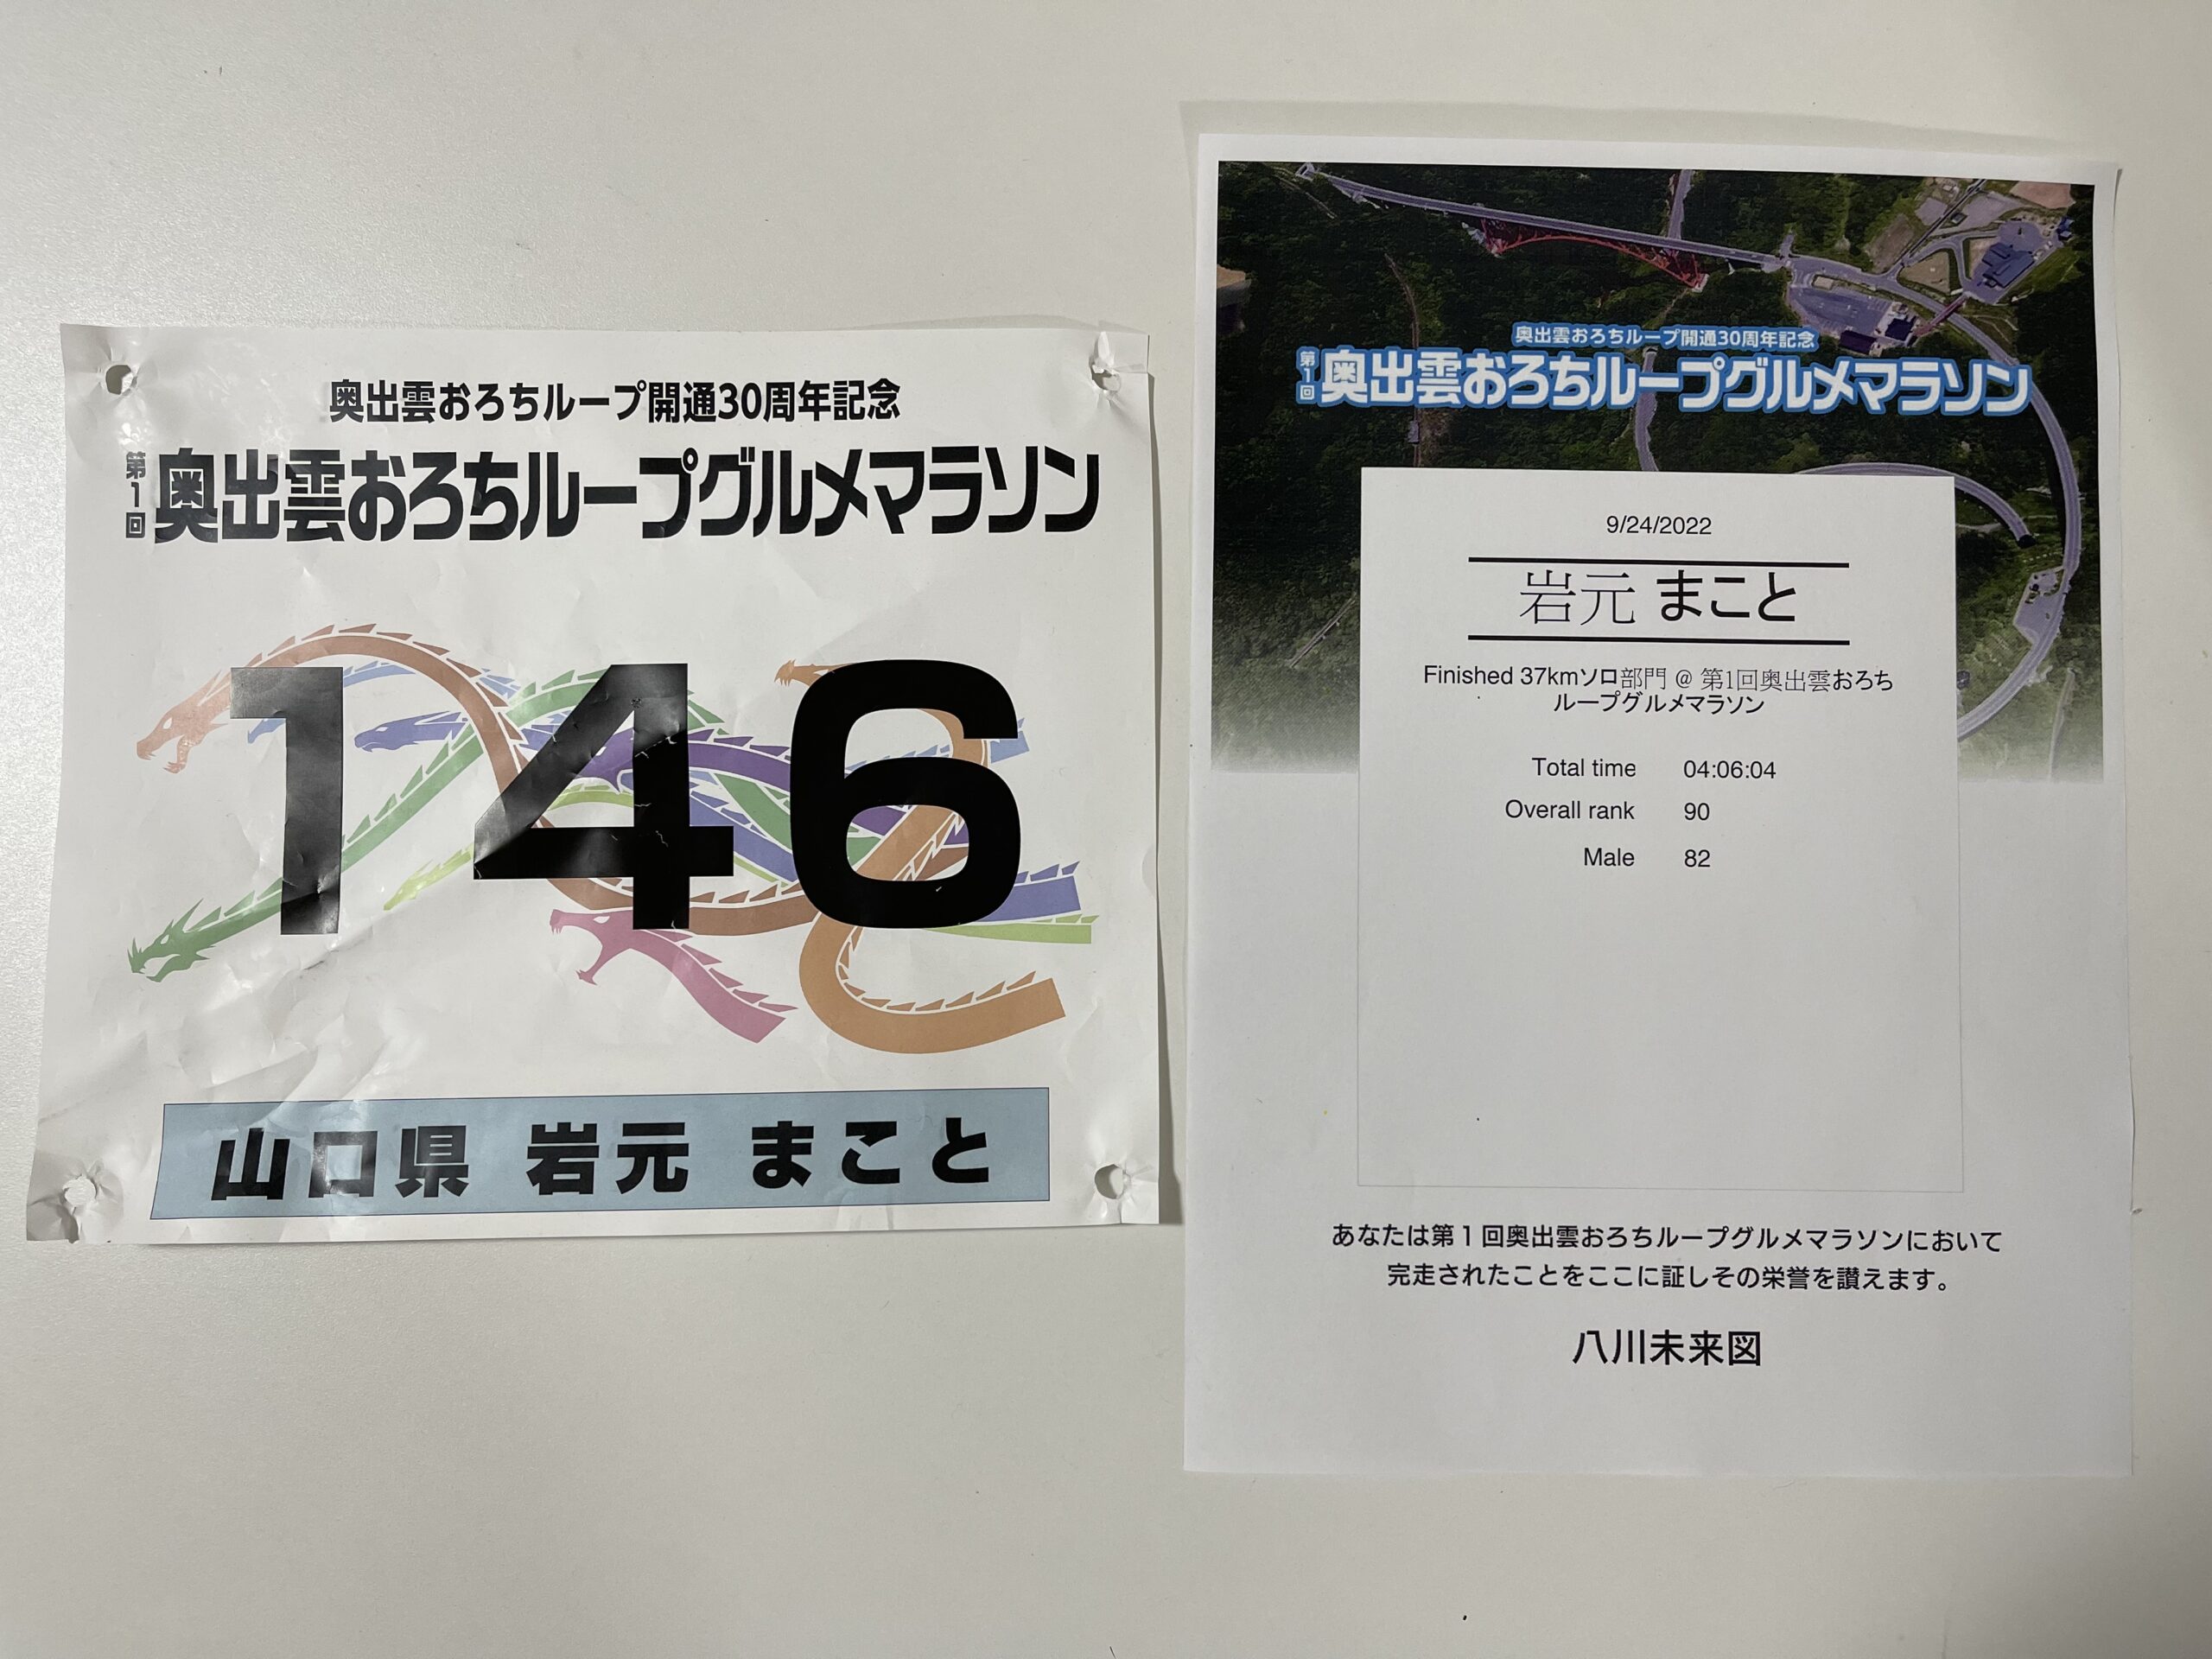 奥出雲おろちループ開通30周年記念
第1回 奥出雲おろちループグルメマラソン
146
山口県 岩元 まこと
奥出雲おろちループ開通30周年記念
第1回 奥出雲おろちループグルメマラソン
9/24/2022
岩元 まこと
Finished 37kmソロ部門 @ 第1回奥出雲おろち
ループグルメマラソン
Total time 04:06:04
Overall rank 90
Male 82
あなたは第1回奥出雲おろちループグルメマラソンにおいて
完走されたことをここに証しその栄誉を讃えます。
八川未来図